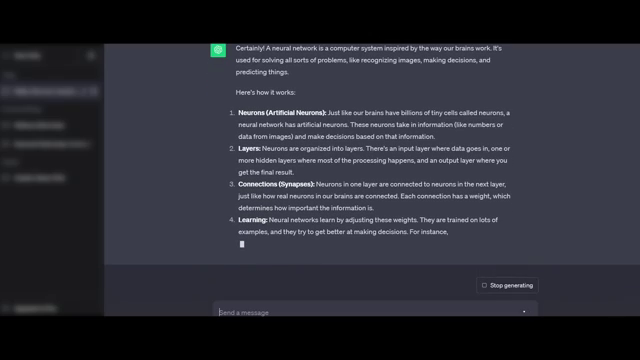 Certainly! A neural network is a computer system inspired by the way our brains work. It's
used for solving all sorts of problems, like recognizing images, making decisions, and
predicting things.
Here's how it works:
1. Neurons (Artificial Neurons): Just like our brains have billions of tiny cells called neurons, a
neural network has artificial neurons. These neurons take in information (like numbers or
data from images) and make decisions based on that information.
2. Layers: Neurons are organized into layers. There's an input layer where data goes in, one or
more hidden layers where most of the processing happens, and an output layer where you
get the final result.
3. Connections (Synapses): Neurons in one layer are connected to neurons in the next layer,
just like how real neurons in our brains are connected. Each connection has a weight, which
determines how important the information is.
4. Learning: Neural networks learn by adjusting these weights. They are trained on lots of
examples, and they try to get better at making decisions. For instance,
Stop generating
Send a message